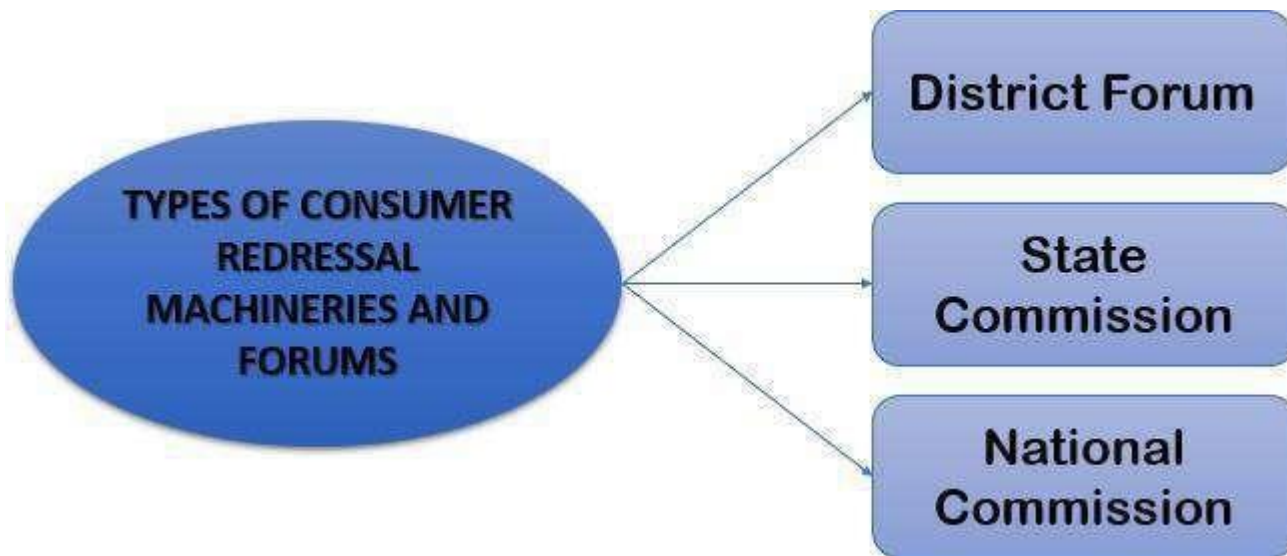 TYPES OF CONSUMER
REDRESSAL
MACHINERIES AND
FORUMS
District Forum
State
Commission
National
Commission